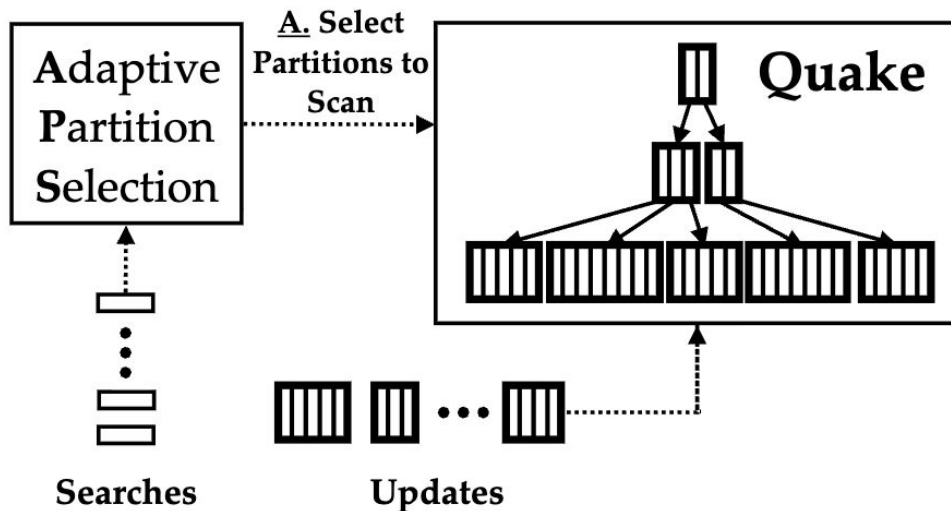 Adaptive
Partition
Selection
A. Select
Partitions to
Scan
Quake
Searches
Updates